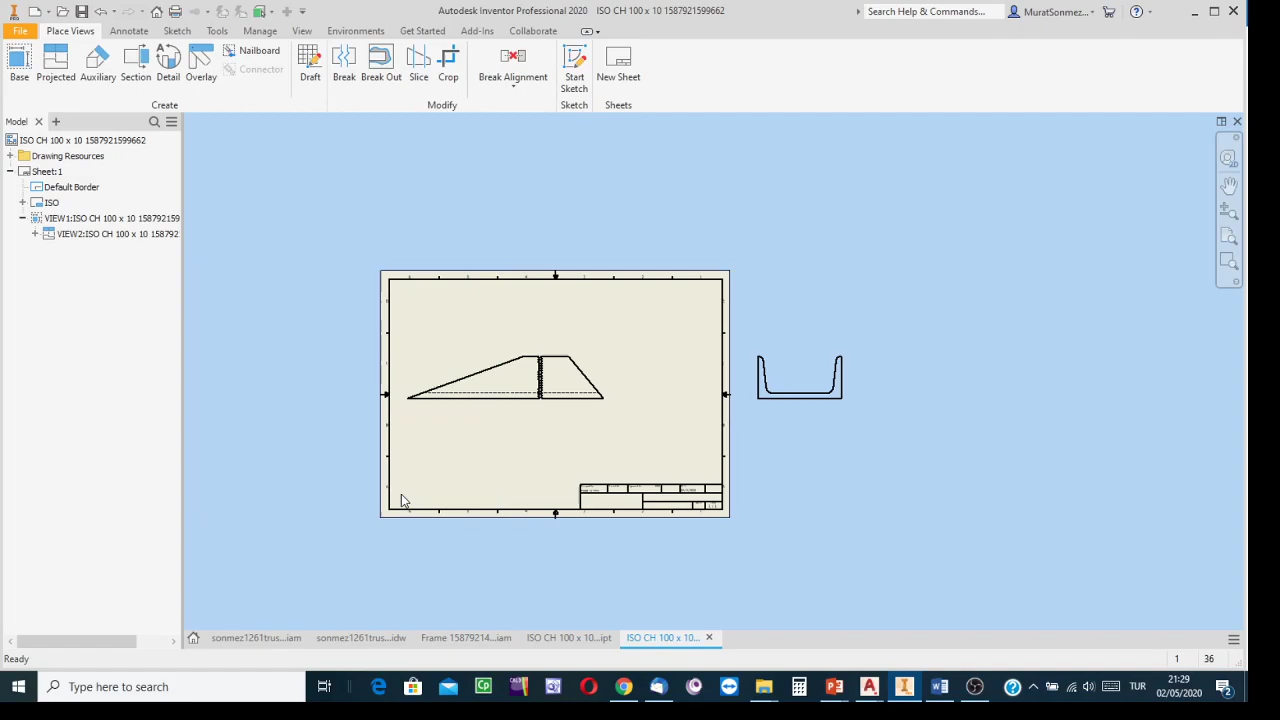 Autodesk Inventor Professional 2020 ISO CH 100 x 10 1587921599662
Search Help & Commands...
MuratSonmez...
File Place Views Annotate Sketch Tools Manage View Environments Get Started Add-Ins Collaborate
PRO
Base Projected Auxiliary Section Detail Overlay Nailboard Connector Draft Break Break Out Slice Crop Break Alignment Start Sketch New Sheet
Create Modify Sketch Sheets
Model
ISO CH 100 x 10 1587921599662
Drawing Resources
Sheet:1
Default Border
ISO
VIEW1:ISO CH 100 x 10 158792159
VIEW2:ISO CH 100 x 10 158792
2D
sonmez1261trus...iam sonmez1261trus...idw Frame 15879214...iam ISO CH 100 x 10...ipt ISO CH 100 x 10...
Ready 1 36
Type here to search
TUR
21:29
02/05/2020
2